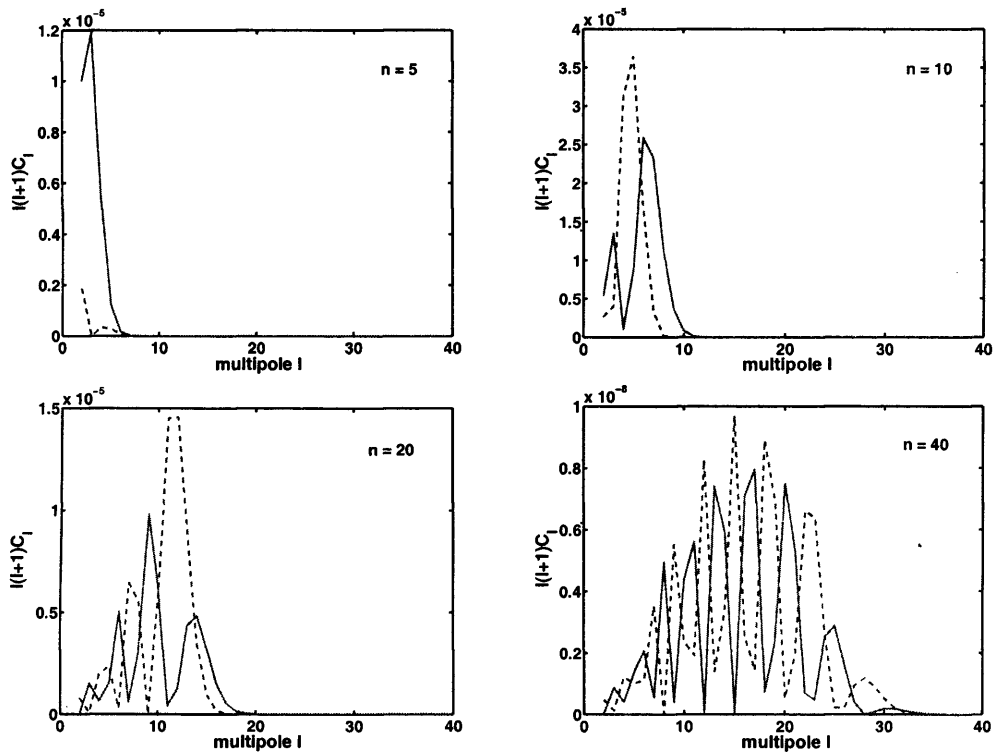 x 10⁻⁵
1.2
1
0.8
0.6
0.4
0.2
0
l(l+1)C_l
n = 5
0 10 20 30 40
multipole l
x 10⁻⁵
4
3.5
3
2.5
2
1.5
1
0.5
0
l(l+1)C_l
n = 10
0 10 20 30 40
multipole l
x 10⁻⁵
1.5
1
0.5
0
l(l+1)C_l
n = 20
0 10 20 30 40
multipole l
x 10⁻⁸
1
0.8
0.6
0.4
0.2
0
l(l+1)C_l
n = 40
0 10 20 30 40
multipole l